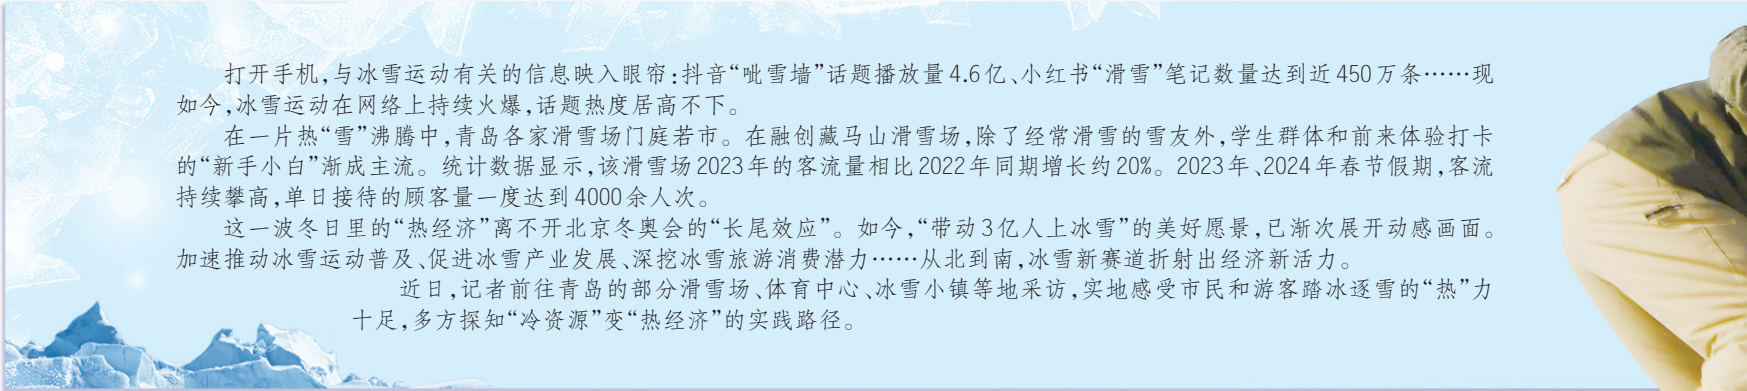 打开手机，与冰雪运动有关的信息映入眼帘：抖音“呲雪墙”话题播放量4.6亿、小红书“滑雪”笔记数量达到近450万条……现
如今，冰雪运动在网络上持续火爆，话题热度居高不下。
在一片热“雪”沸腾中，青岛各家滑雪场门庭若市。在融创藏马山滑雪场，除了经常滑雪的雪友外，学生群体和前来体验打卡
的“新手小白”渐成主流。统计数据显示，该滑雪场2023年的客流量相比2022年同期增长约20%。2023年、2024年春节假期，客流
持续攀高，单日接待的顾客量一度达到4000余人次。
这一波冬日里的“热经济”离不开北京冬奥会的“长尾效应”。如今，“带动3亿人上冰雪”的美好愿景，已渐次展开动感画面。
加速推动冰雪运动普及、促进冰雪产业发展、深挖冰雪旅游消费潜力……从北到南，冰雪新赛道折射出经济新活力。
近日，记者前往青岛的部分滑雪场、体育中心、冰雪小镇等地采访，实地感受市民和游客踏冰逐雪的“热”力
十足，多方探知“冷资源”变“热经济”的实践路径。